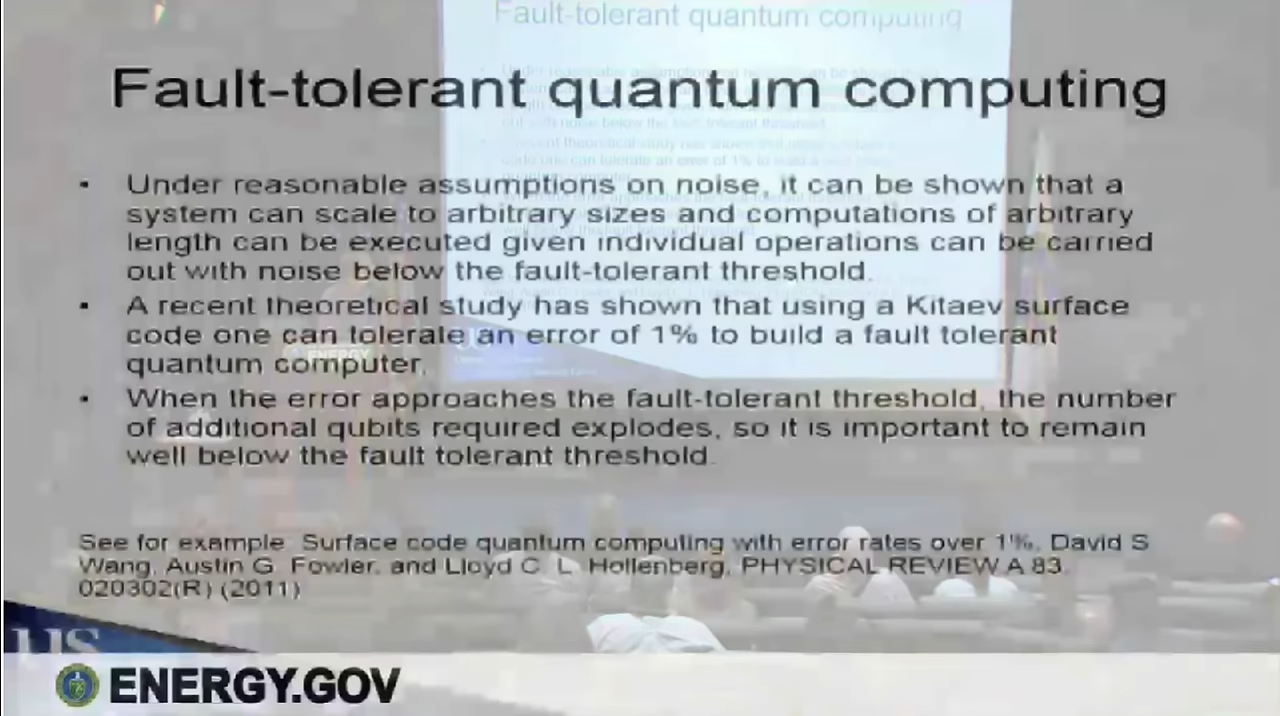 Fault-tolerant quantum computing
Fault-tolerant quantum computing
• Under reasonable assumptions on noise, it can be shown that a
system can scale to arbitrary sizes and computations of arbitrary
length can be executed given individual operations can be carried
out with noise below the fault-tolerant threshold.
• A recent theoretical study has shown that using a Kitaev surface
code one can tolerate an error of 1% to build a fault tolerant
quantum computer.
• When the error approaches the fault-tolerant threshold, the number
of additional qubits required explodes, so it is important to remain
well below the fault tolerant threshold.
See for example: Surface code quantum computing with error rates over 1%, David S.
Wang, Austin G. Fowler, and Lloyd C. L. Hollenberg, PHYSICAL REVIEW A 83,
020302(R) (2011)
US
ENERGY.GOV